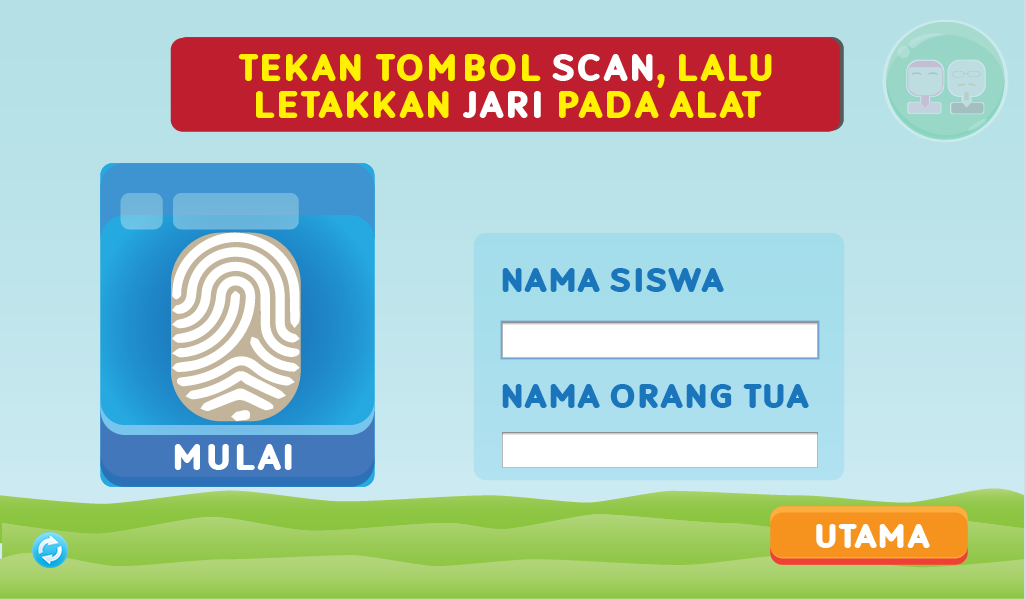 TEKAN TOMBOL SCAN, LALU
LETAKKAN JARI PADA ALAT
NAMA SISWA
NAMA ORANG TUA
MULAI
UTAMA